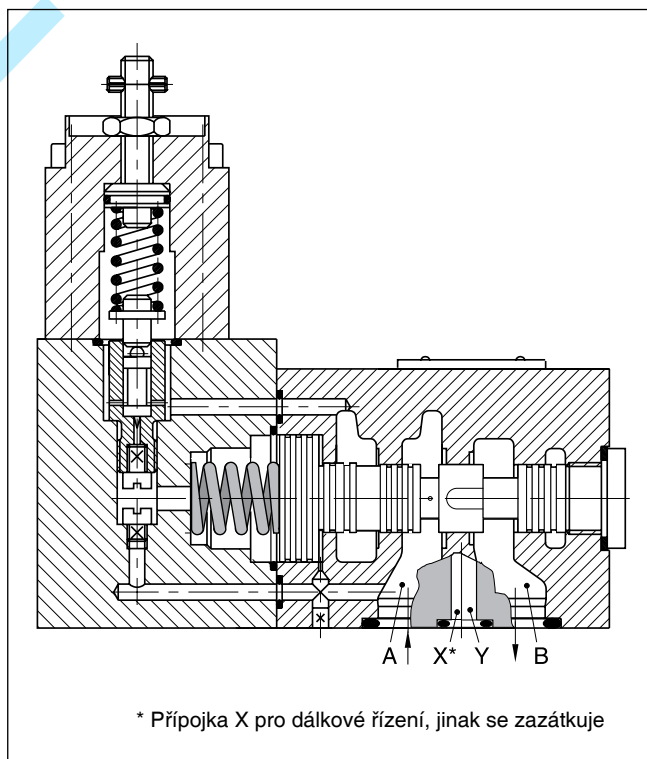 A X* Y B
* Přípojka X pro dálkové řízení, jinak se zazátkuje